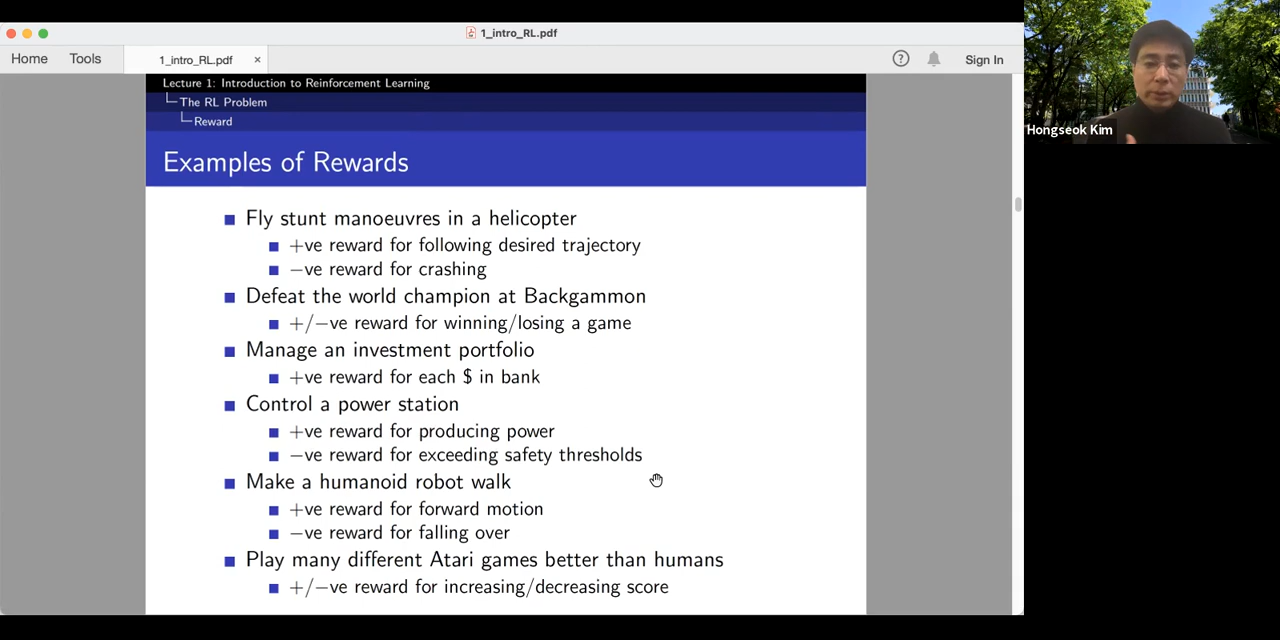 1_intro_RL.pdf
Home
Tools
1_intro_RL.pdf
×
?
Sign In
Lecture 1: Introduction to Reinforcement Learning
The RL Problem
Reward
Examples of Rewards
Fly stunt manoeuvres in a helicopter
+ve reward for following desired trajectory
−ve reward for crashing
Defeat the world champion at Backgammon
+/−ve reward for winning/losing a game
Manage an investment portfolio
+ve reward for each $ in bank
Control a power station
+ve reward for producing power
−ve reward for exceeding safety thresholds
Make a humanoid robot walk
+ve reward for forward motion
−ve reward for falling over
Play many different Atari games better than humans
+/−ve reward for increasing/decreasing score
Hongseok Kim